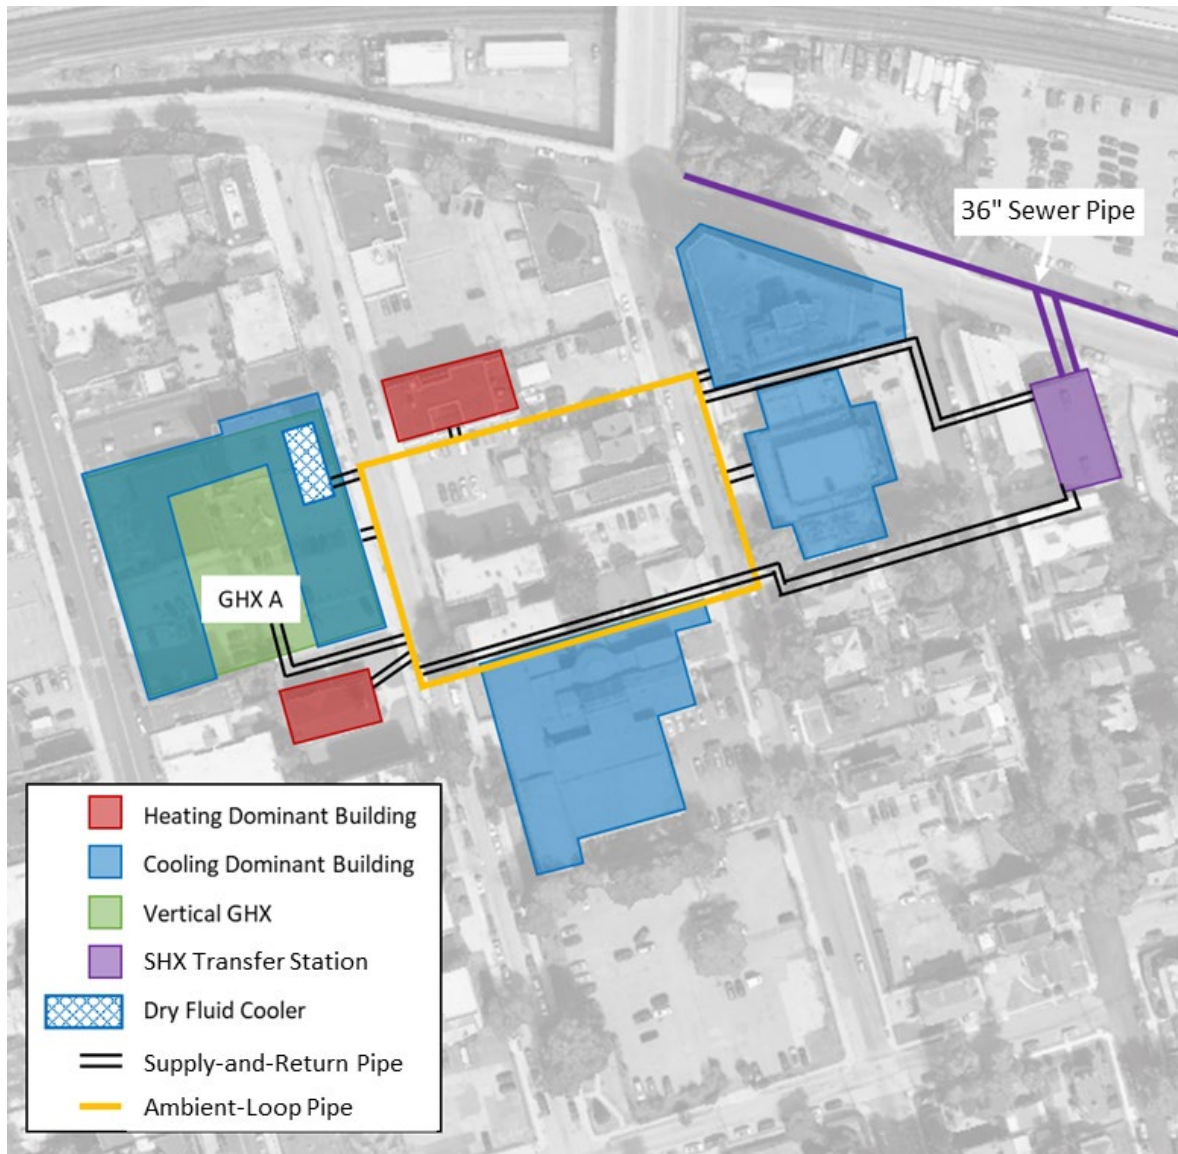 36" Sewer Pipe
GHX A
Heating Dominant Building
Cooling Dominant Building
Vertical GHX
SHX Transfer Station
Dry Fluid Cooler
Supply-and-Return Pipe
Ambient-Loop Pipe